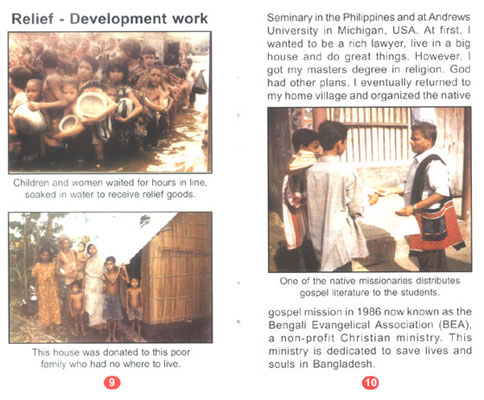 Relief - Development work
Children and women waited for hours in line,
soaked in water to receive relief goods.
This house was donated to this poor
family who had no where to live.
9
Seminary in the Philippines and at Andrews
University in Michigan, USA. At first, I
wanted to be a rich lawyer, live in a big
house and do great things. However, I
got my masters degree in religion. God
had other plans. I eventually returned to
my home village and organized the native
One of the native missionaries distributes
gospel literature to the students.
gospel mission in 1986 now known as the
Bengali Evangelical Association (BEA),
a non-profit Christian ministry. This
ministry is dedicated to save lives and
souls in Bangladesh.
10